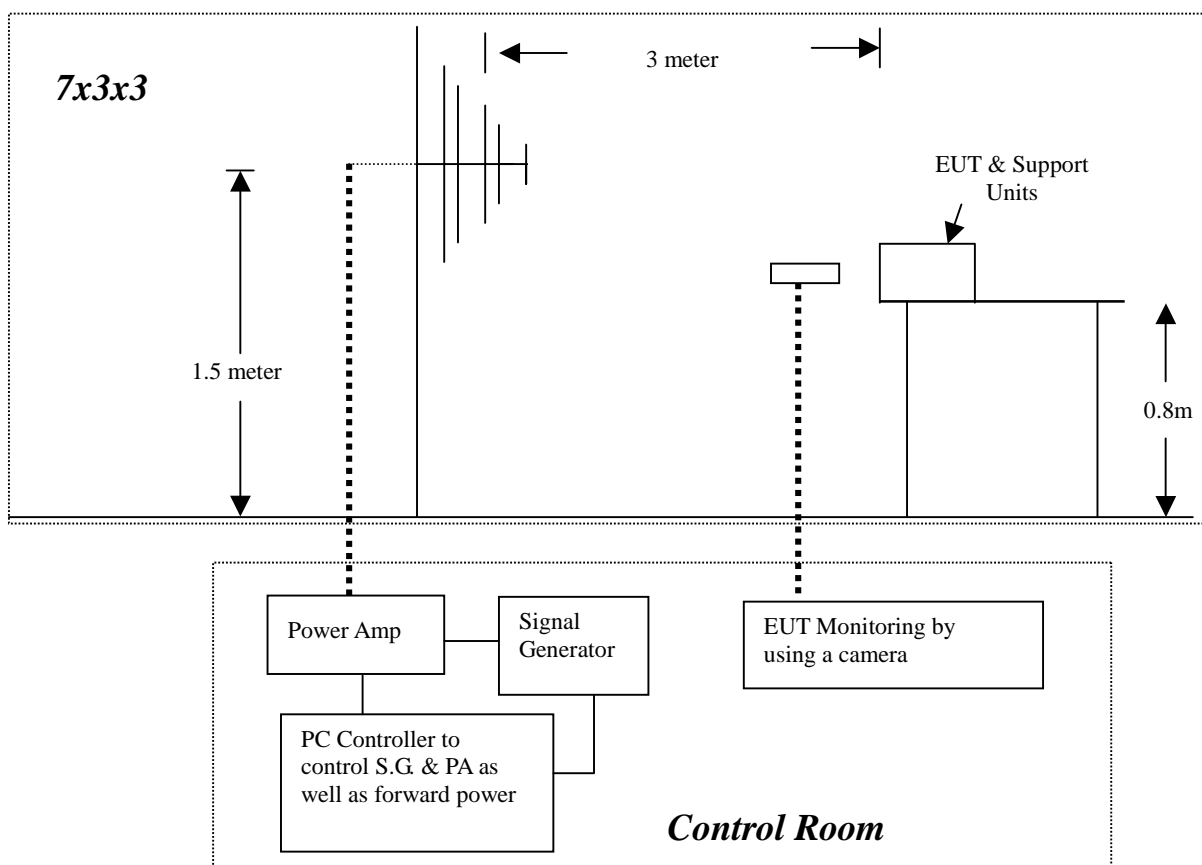 7x3x3
3 meter
EUT & Support
Units
1.5 meter
0.8m
Power Amp
Signal
Generator
EUT Monitoring by
using a camera
PC Controller to
control S.G. & PA as
well as forward power
Control Room